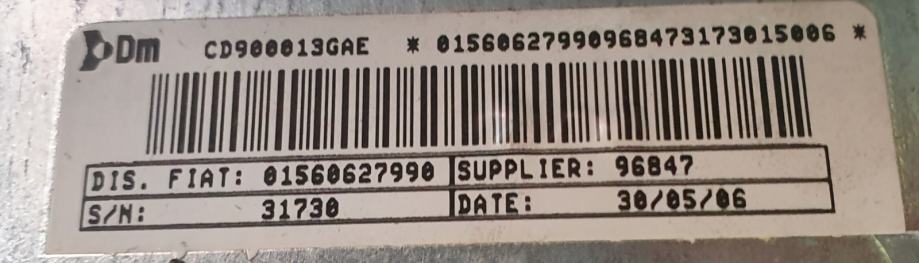 Dm CD900013GAE * 01560627990968473173015006 *
DIS. FIAT: 01560627990 SUPPLIER: 96847
S/N: 31730 DATE: 30/05/06